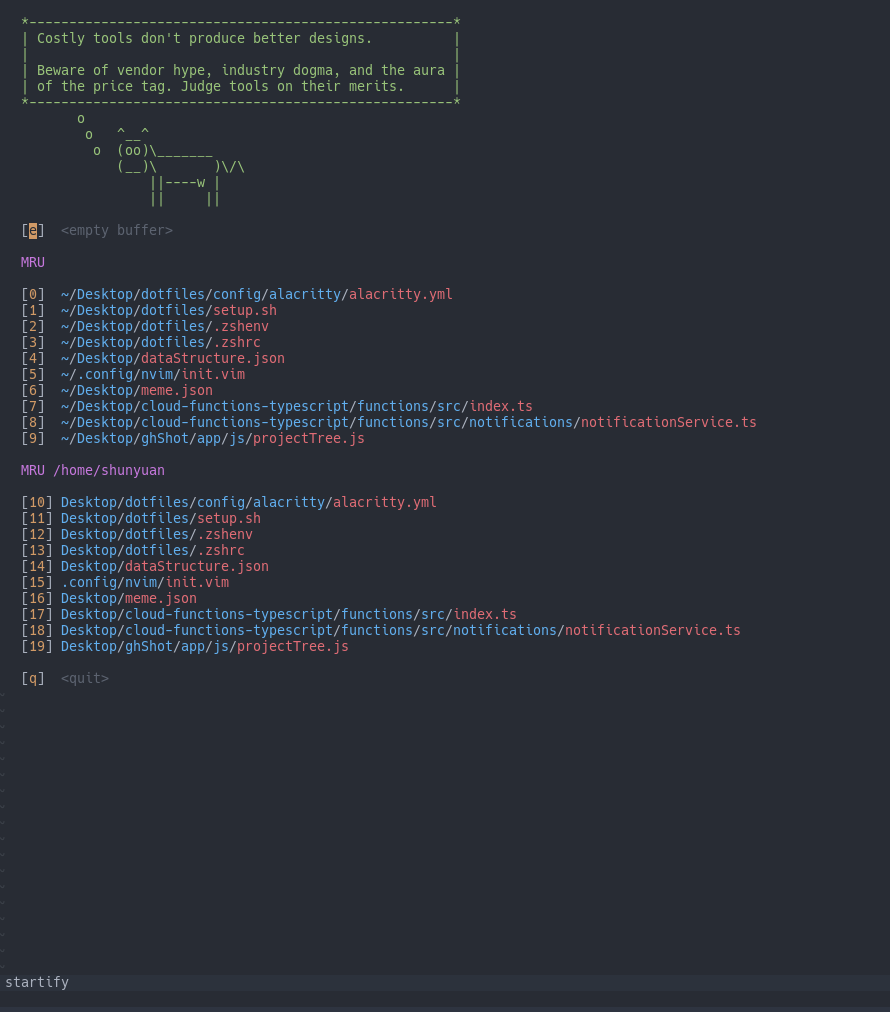 *-----------------------------------------------------*
| Costly tools don't produce better designs.          |
|                                                     |
| Beware of vendor hype, industry dogma, and the aura |
| of the price tag. Judge tools on their merits.      |
*-----------------------------------------------------*
       o
        o   ^__^
         o  (oo)\_______
            (__)\       )\/\
                ||----w |
                ||     ||
[e]  <empty buffer>
MRU
[0]  ~/Desktop/dotfiles/config/alacritty/alacritty.yml
[1]  ~/Desktop/dotfiles/setup.sh
[2]  ~/Desktop/dotfiles/.zshenv
[3]  ~/Desktop/dotfiles/.zshrc
[4]  ~/Desktop/dataStructure.json
[5]  ~/.config/nvim/init.vim
[6]  ~/Desktop/meme.json
[7]  ~/Desktop/cloud-functions-typescript/functions/src/index.ts
[8]  ~/Desktop/cloud-functions-typescript/functions/src/notifications/notificationService.ts
[9]  ~/Desktop/ghShot/app/js/projectTree.js
MRU /home/shunyuan
[10] Desktop/dotfiles/config/alacritty/alacritty.yml
[11] Desktop/dotfiles/setup.sh
[12] Desktop/dotfiles/.zshenv
[13] Desktop/dotfiles/.zshrc
[14] Desktop/dataStructure.json
[15] .config/nvim/init.vim
[16] Desktop/meme.json
[17] Desktop/cloud-functions-typescript/functions/src/index.ts
[18] Desktop/cloud-functions-typescript/functions/src/notifications/notificationService.ts
[19] Desktop/ghShot/app/js/projectTree.js
[q]  <quit>
startify